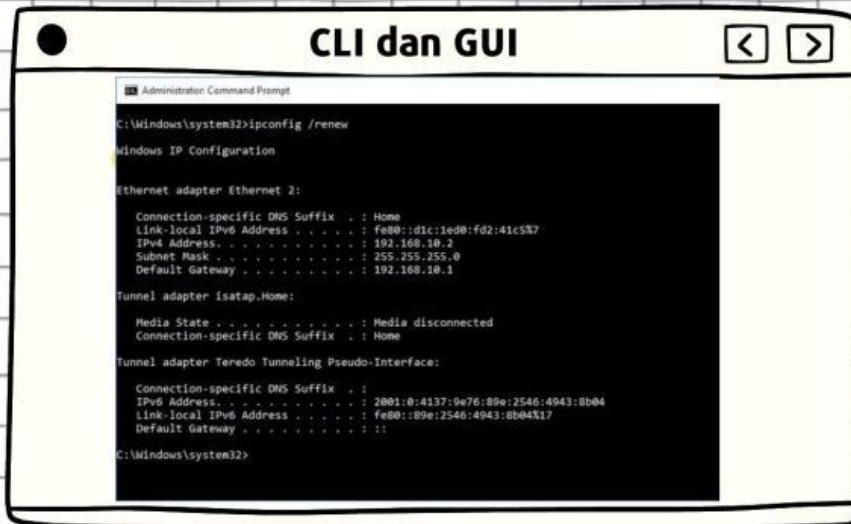 CLI dan GUI
Administrator: Command Prompt
C:\Windows\system32>ipconfig /renew
Windows IP Configuration
Ethernet adapter Ethernet 2:
Connection-specific DNS Suffix . : Home
Link-local IPv6 Address . . . . . : fe80::d1c:1ed0:fd2:41c5%7
IPv4 Address. . . . . . . . . . . : 192.168.10.2
Subnet Mask . . . . . . . . . . . : 255.255.255.0
Default Gateway . . . . . . . . . : 192.168.10.1
Tunnel adapter isatap.Home:
Media State . . . . . . . . . . . : Media disconnected
Connection-specific DNS Suffix . : Home
Tunnel adapter Teredo Tunneling Pseudo-Interface:
Connection-specific DNS Suffix . :
IPv6 Address. . . . . . . . . . . : 2001:0:4137:9e76:89e:2546:4943:8b04
Link-local IPv6 Address . . . . . : fe80::89e:2546:4943:8b04%17
Default Gateway . . . . . . . . . : ::
C:\Windows\system32>